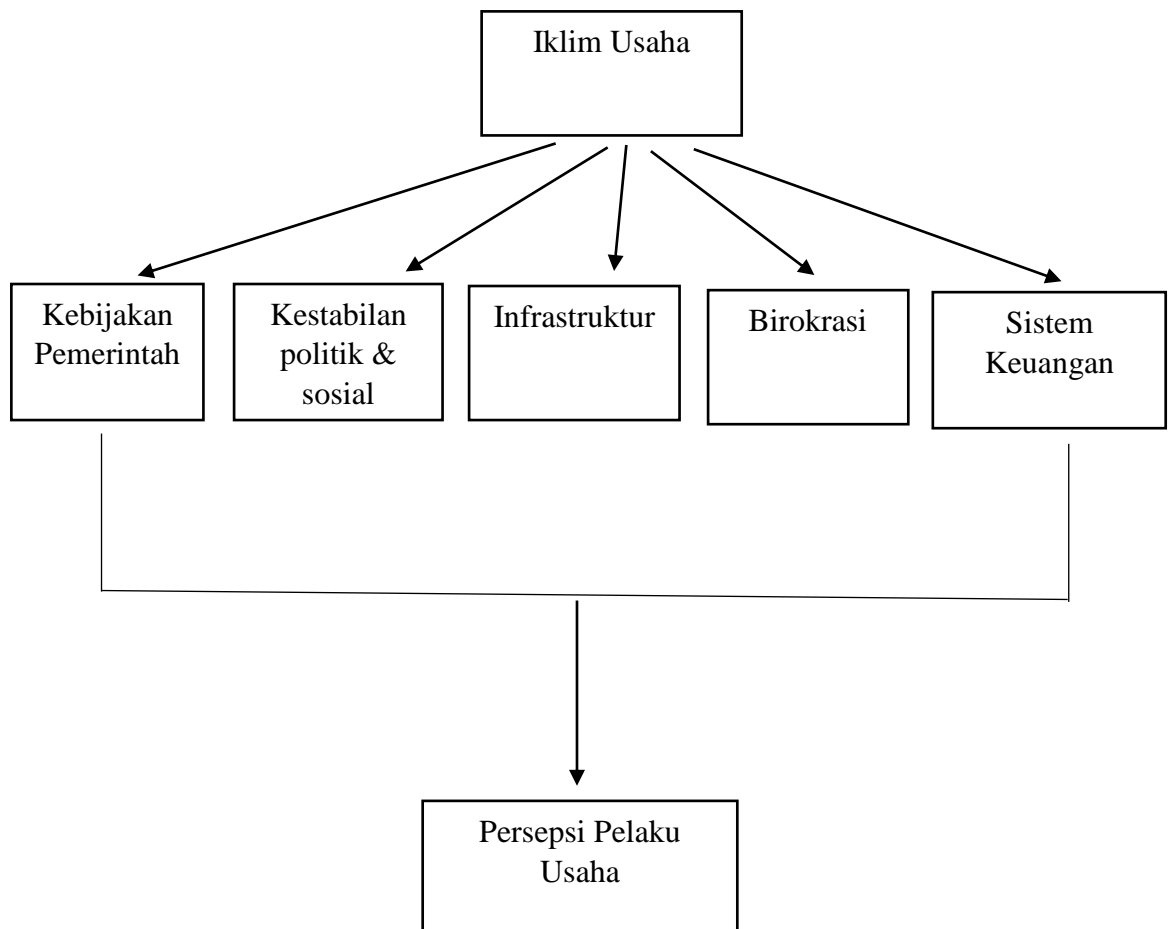 Iklim Usaha
Kebijakan
Pemerintah
Kestabilan
politik &
sosial
Infrastruktur
Birokrasi
Sistem
Keuangan
Persepsi Pelaku
Usaha